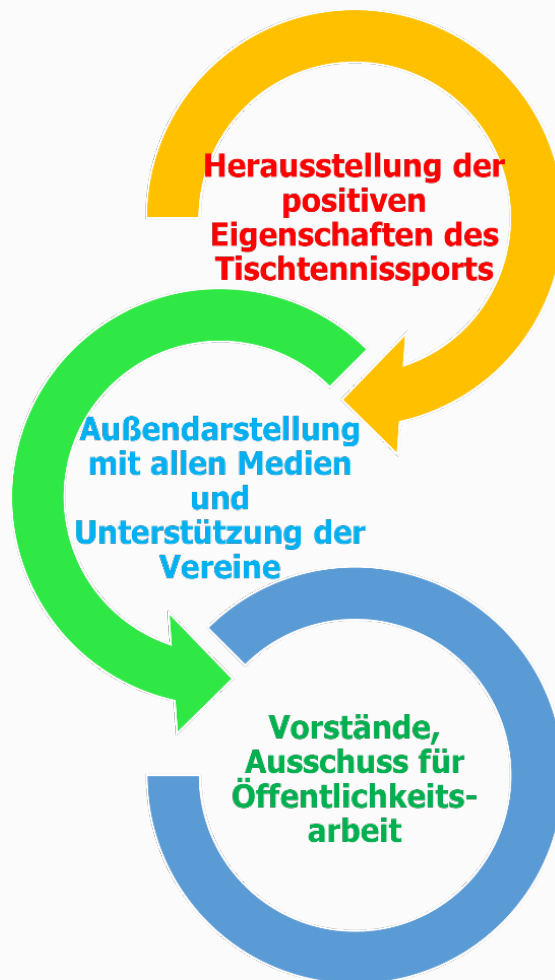 Herausstellung der
positiven
Eigenschaften des
Tischtennissports
Außendarstellung
mit allen Medien
und
Unterstützung der
Vereine
Vorstände,
Ausschuss für
Öffentlichkeits-
arbeit